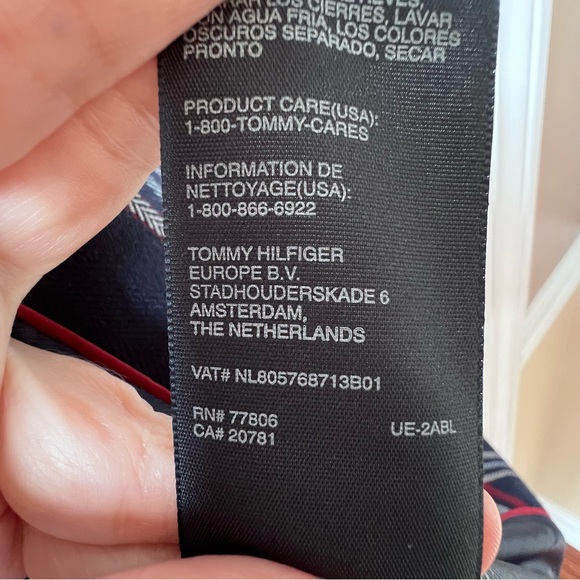 LOS CIERRES, LAVAR
CON AGUA FRIA, LOS COLORES
OSCUROS SEPARADO, SECAR
PRONTO
PRODUCT CARE(USA):
1-800-TOMMY-CARES
INFORMATION DE
NETTOYAGE(USA):
1-800-866-6922
TOMMY HILFIGER
EUROPE B.V.
STADHOUDERSKADE 6
AMSTERDAM,
THE NETHERLANDS
VAT# NL805768713B01
RN# 77806
CA# 20781
UE-2ABL